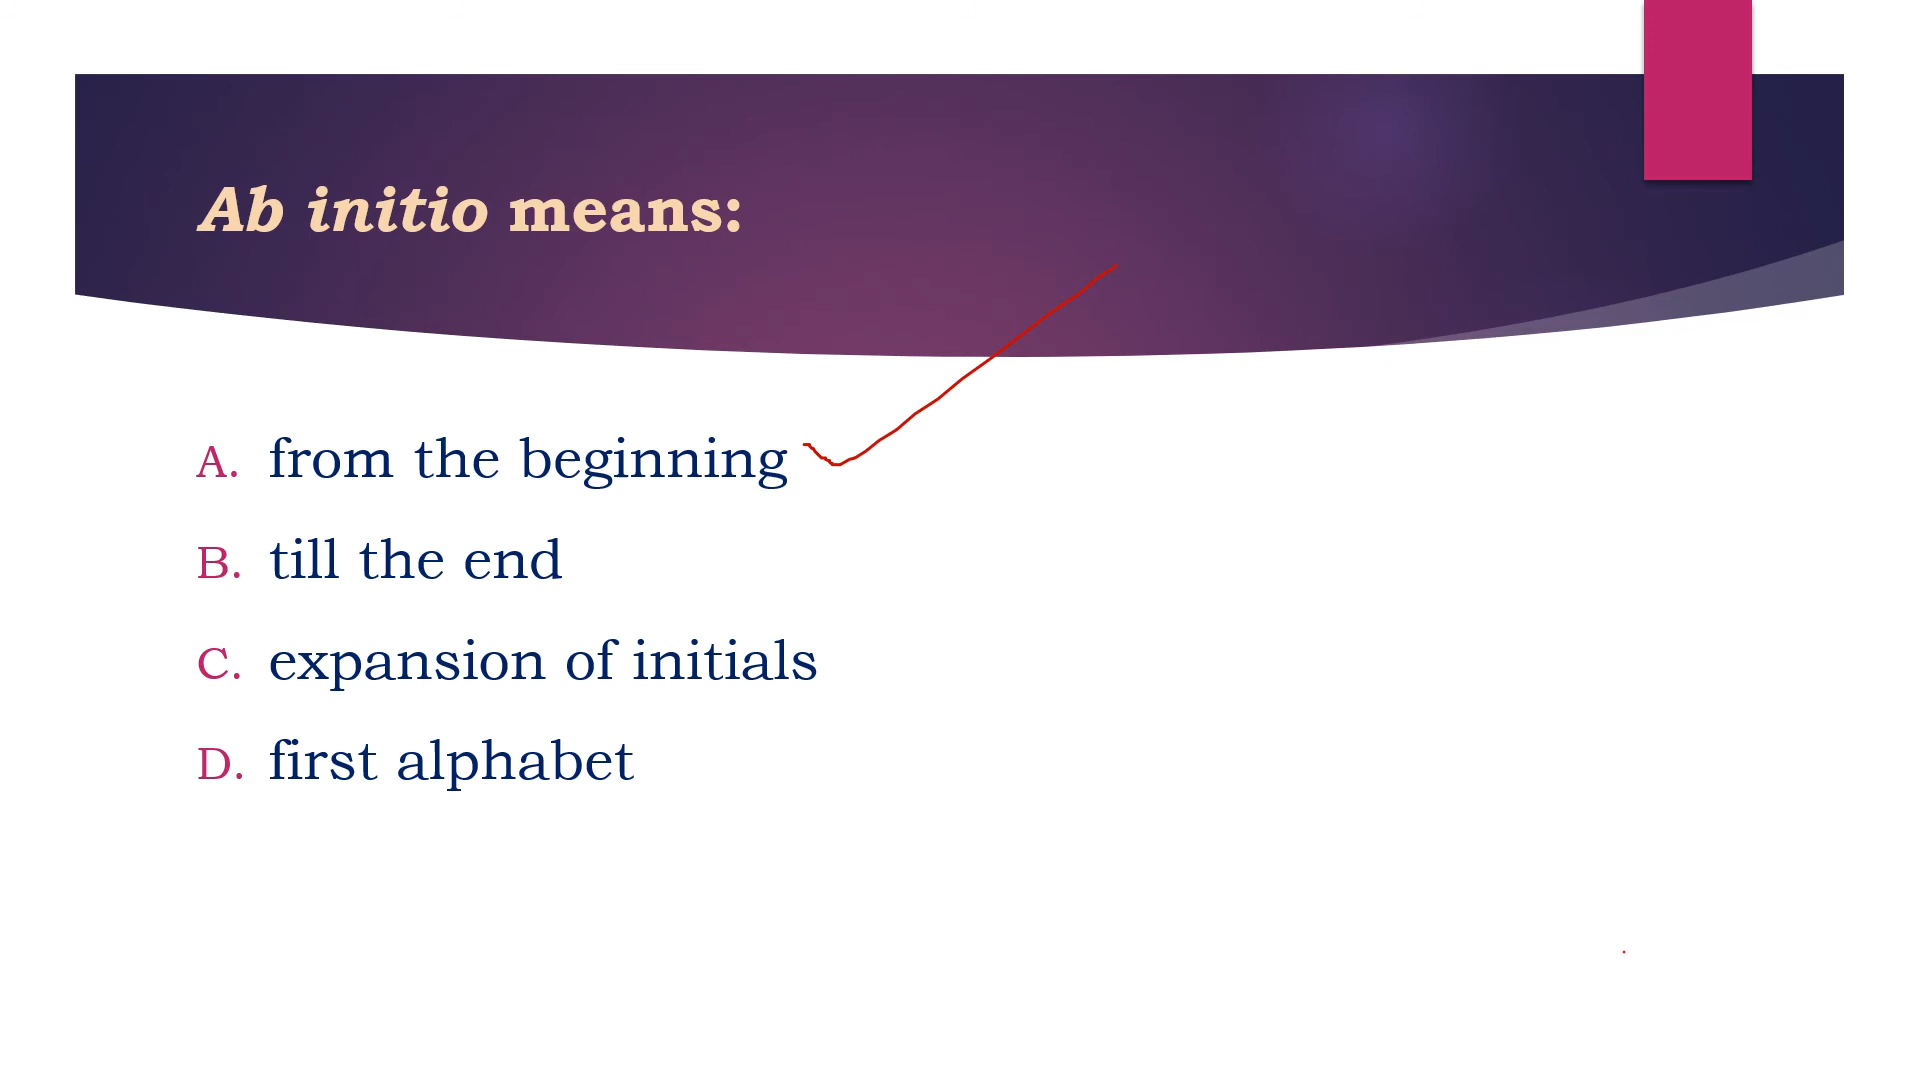 Ab initio means:
A. from the beginning
B. till the end
C. expansion of initials
D. first alphabet